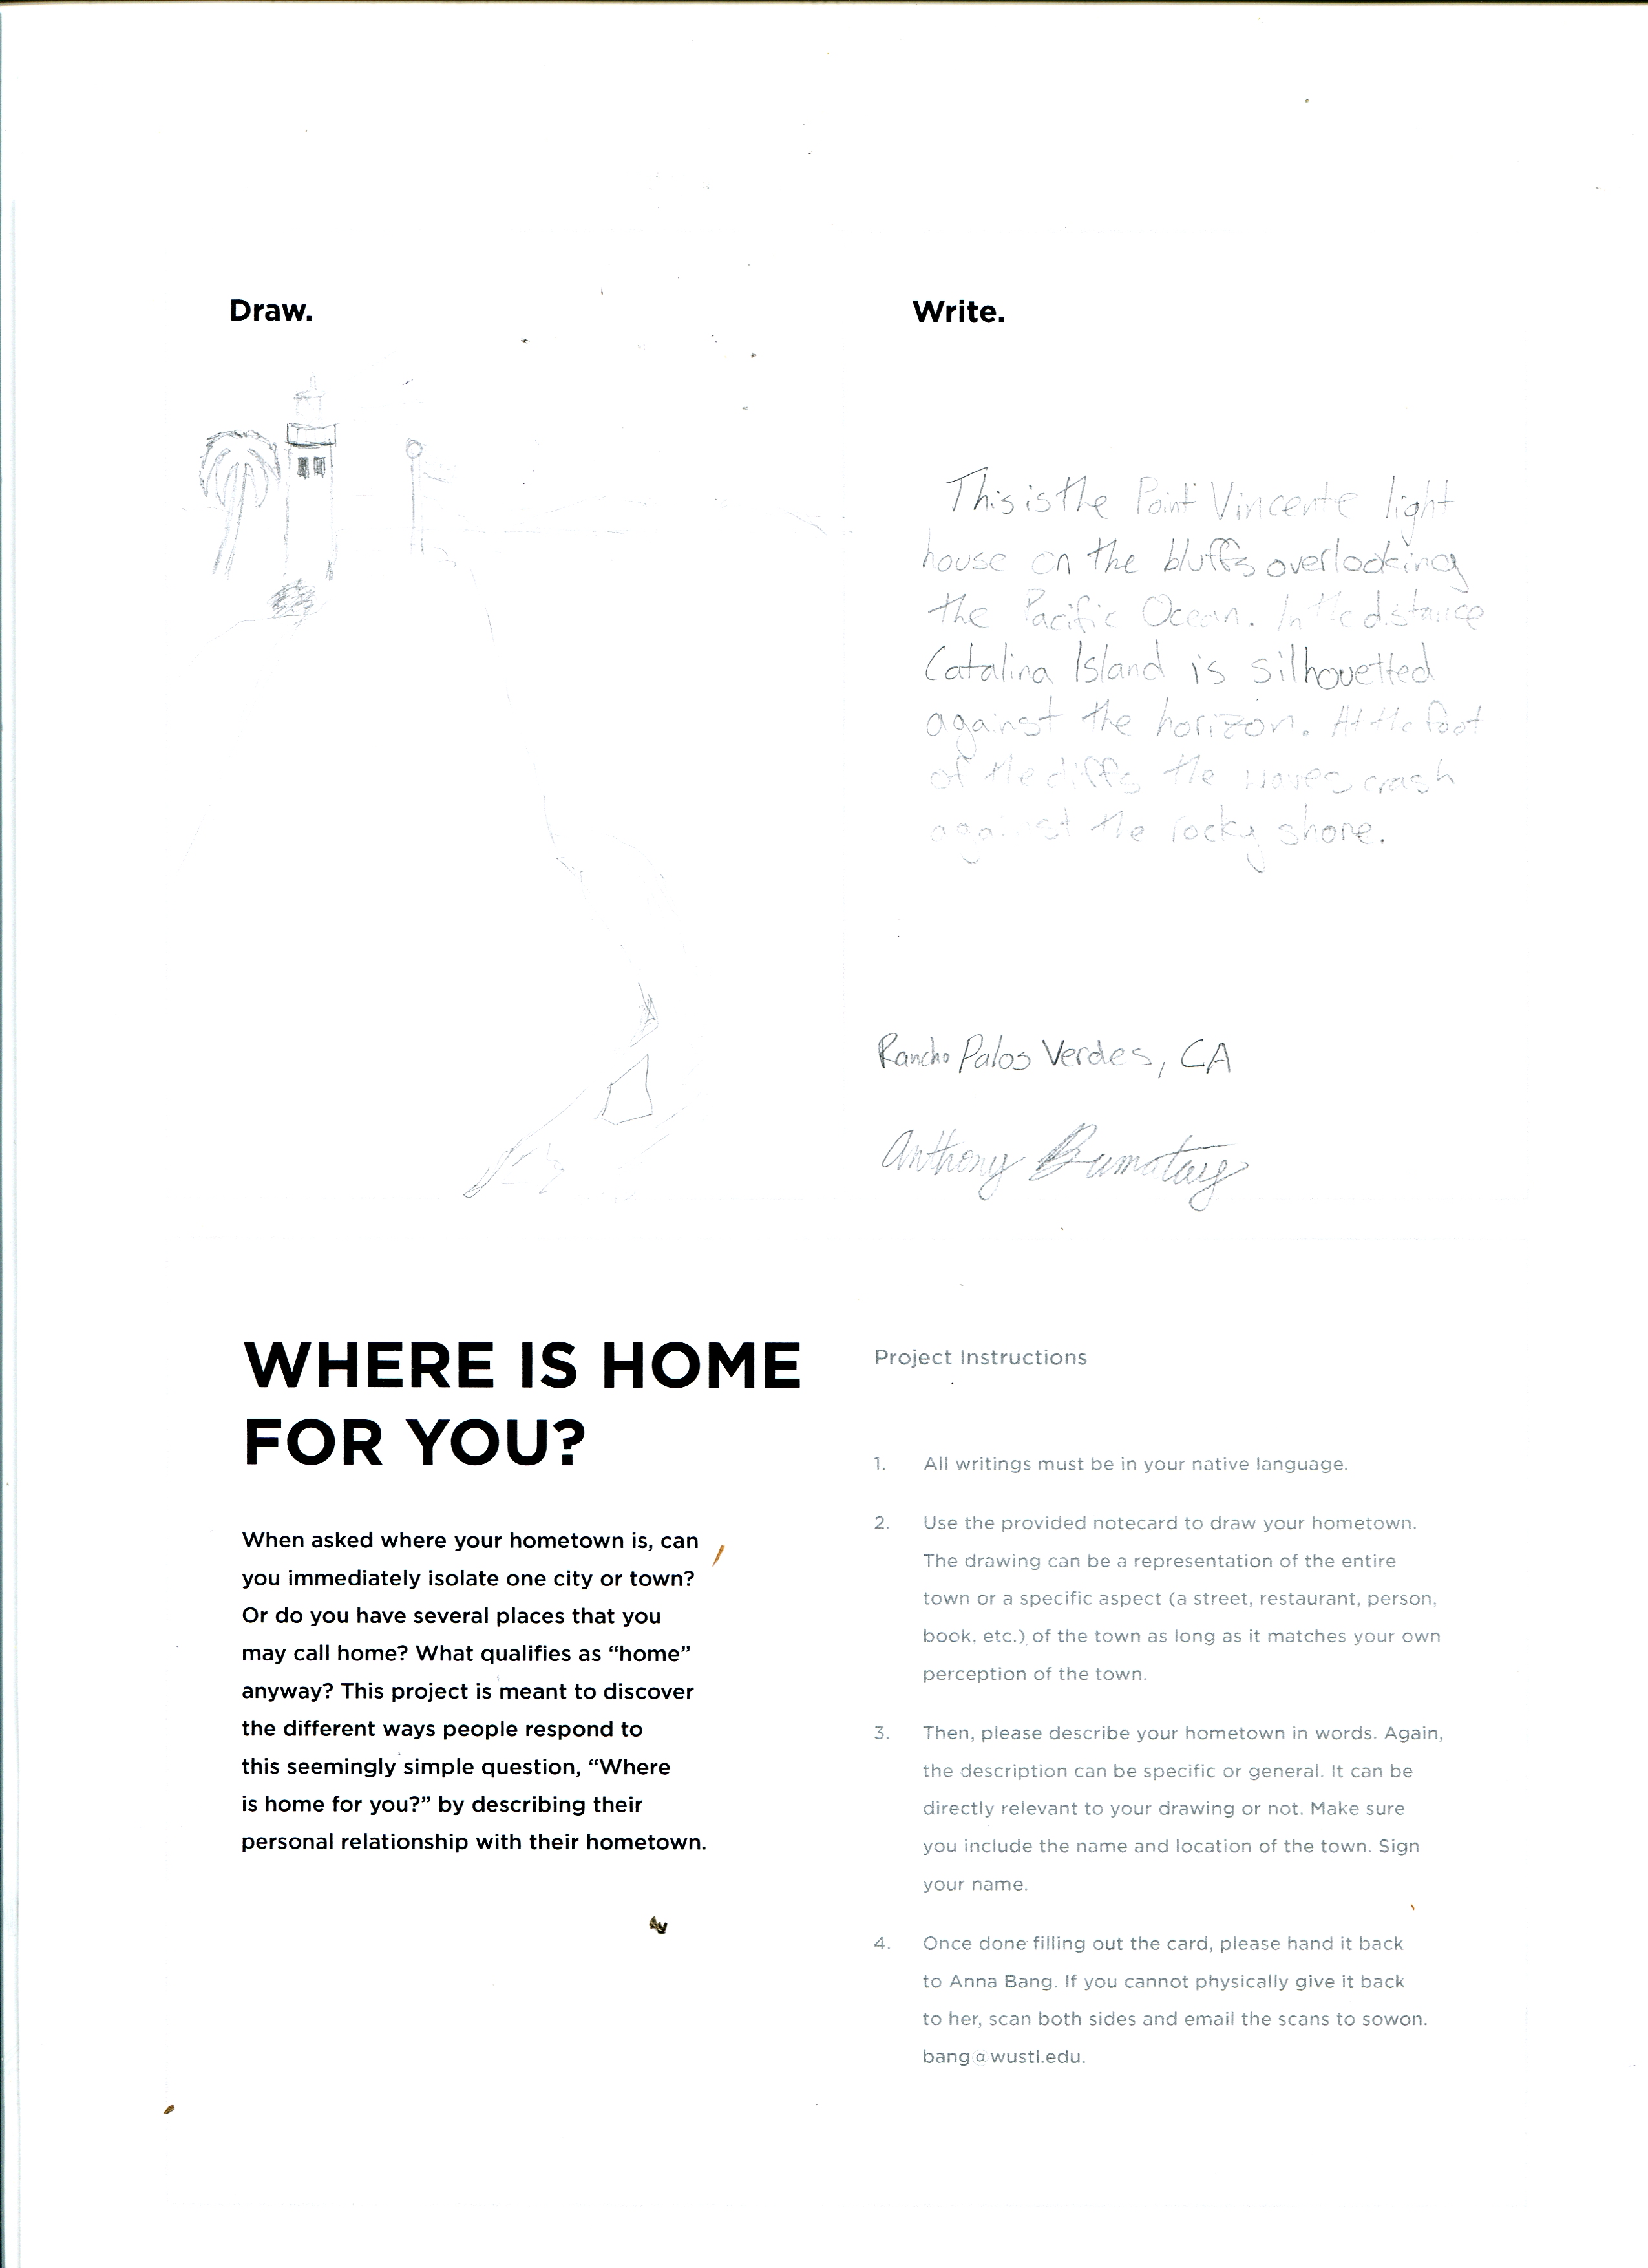 Draw.
Write.
This is the Point Vincente light
house on the bluffs overlooking
the Pacific Ocean. In the distance
Catalina Island is silhouetted
against the horizon. At the foot
of the cliffs the waves crash
against the rocky shore.
Rancho Palos Verdes, CA
Anthony Bumatay
WHERE IS HOME
FOR YOU?
When asked where your hometown is, can
you immediately isolate one city or town?
Or do you have several places that you
may call home? What qualifies as “home”
anyway? This project is meant to discover
the different ways people respond to
this seemingly simple question, “Where
is home for you?” by describing their
personal relationship with their hometown.
Project Instructions
1. All writings must be in your native language.
2. Use the provided notecard to draw your hometown.
The drawing can be a representation of the entire
town or a specific aspect (a street, restaurant, person,
book, etc.) of the town as long as it matches your own
perception of the town.
3. Then, please describe your hometown in words. Again,
the description can be specific or general. It can be
directly relevant to your drawing or not. Make sure
you include the name and location of the town. Sign
your name.
4. Once done filling out the card, please hand it back
to Anna Bang. If you cannot physically give it back
to her, scan both sides and email the scans to sowon.
bang@wustl.edu.